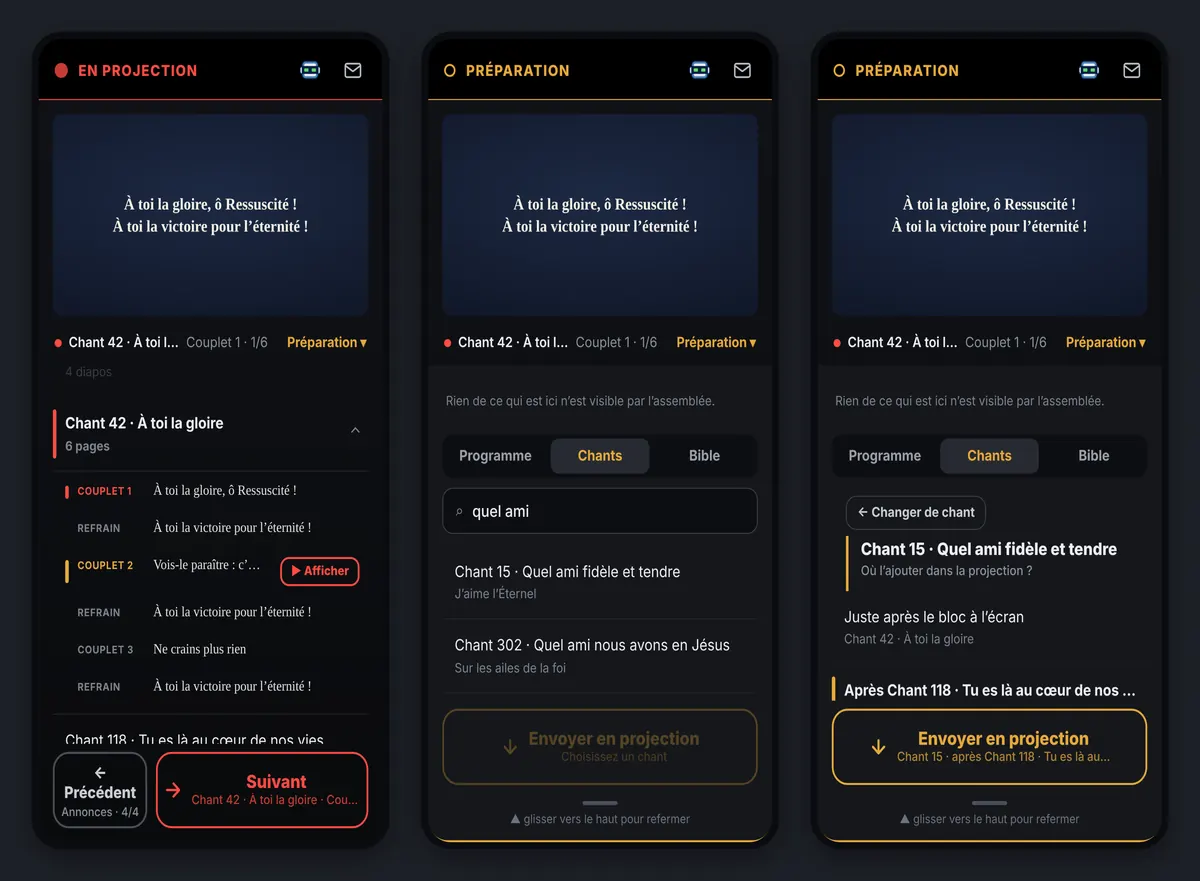 EN PROJECTION
À toi la gloire, ô Ressuscité !
À toi la victoire pour l’éternité !
Chant 42 · À toi l... Couplet 1 · 1/6 Préparation ▾
4 diapos
Chant 42 · À toi la gloire
6 pages
COUPLET 1 À toi la gloire, ô Ressuscité !
REFRAIN À toi la victoire pour l’éternité !
COUPLET 2 Vois-le paraître : c’… ▶ Afficher
REFRAIN À toi la victoire pour l’éternité !
COUPLET 3 Ne crains plus rien
REFRAIN À toi la victoire pour l’éternité !
Chant 118 · Tu es là au cœur de nos vies
← Précédent
Annonces · 4/4
→ Suivant
Chant 42 · À toi la gloire · Cou...
PRÉPARATION
À toi la gloire, ô Ressuscité !
À toi la victoire pour l’éternité !
Chant 42 · À toi l... Couplet 1 · 1/6 Préparation ▾
Rien de ce qui est ici n’est visible par l’assemblée.
Programme Chants Bible
quel ami
Chant 15 · Quel ami fidèle et tendre
J’aime l’Éternel
Chant 302 · Quel ami nous avons en Jésus
Sur les ailes de la foi
↓ Envoyer en projection
Choisissez un chant
▲ glisser vers le haut pour refermer
PRÉPARATION
À toi la gloire, ô Ressuscité !
À toi la victoire pour l’éternité !
Chant 42 · À toi l... Couplet 1 · 1/6 Préparation ▾
Rien de ce qui est ici n’est visible par l’assemblée.
Programme Chants Bible
← Changer de chant
Chant 15 · Quel ami fidèle et tendre
Où l’ajouter dans la projection ?
Juste après le bloc à l’écran
Chant 42 · À toi la gloire
Après Chant 118 · Tu es là au cœur de nos ...
↓ Envoyer en projection
Chant 15 · après Chant 118 · Tu es là au...
▲ glisser vers le haut pour refermer